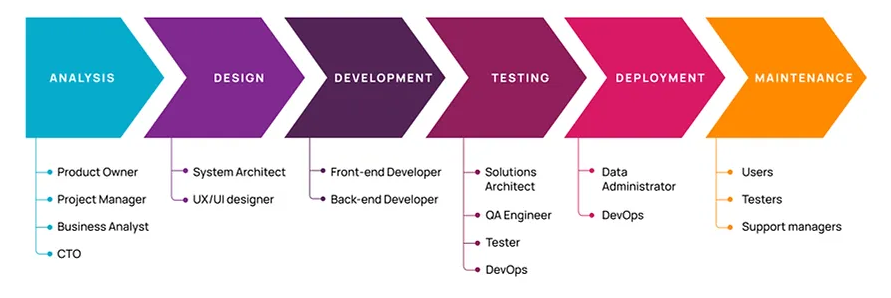 ANALYSIS
DESIGN
DEVELOPMENT
TESTING
DEPLOYMENT
MAINTENANCE
Product Owner
Project Manager
Business Analyst
CTO
System Architect
UX/UI designer
Front-end Developer
Back-end Developer
Solutions
Architect
QA Engineer
Tester
DevOps
Data
Administrator
DevOps
Users
Testers
Support managers